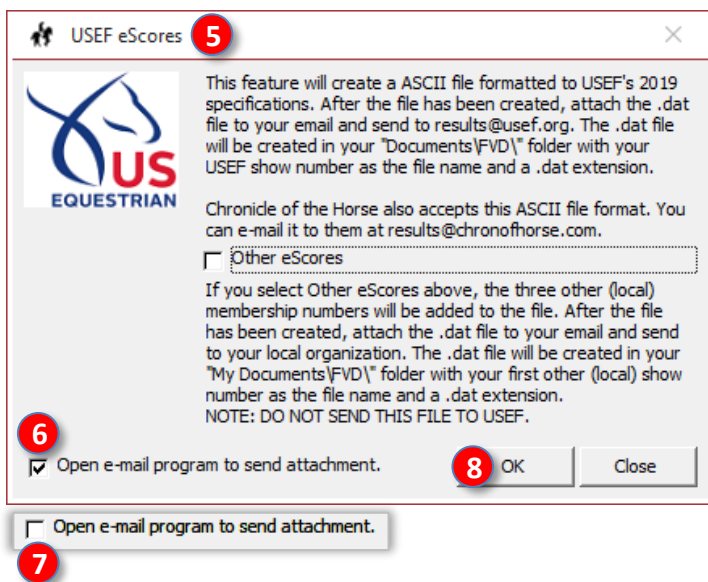 USEF eScores 5
US
EQUESTRIAN
This feature will create a ASCII file formatted to USEF's 2019
specifications. After the file has been created, attach the .dat
file to your email and send to results@usef.org. The .dat file
will be created in your "Documents\FVD\" folder with your
USEF show number as the file name and a .dat extension.
Chronicle of the Horse also accepts this ASCII file format. You
can e-mail it to them at results@chronofhorse.com.
Other eScores
If you select Other eScores above, the three other (local)
membership numbers will be added to the file. After the file
has been created, attach the .dat file to your email and send
to your local organization. The .dat file will be created in your
"My Documents\FVD\" folder with your first other (local) show
number as the file name and a .dat extension.
NOTE: DO NOT SEND THIS FILE TO USEF.
6
Open e-mail program to send attachment.
8 OK
Close
Open e-mail program to send attachment.
7